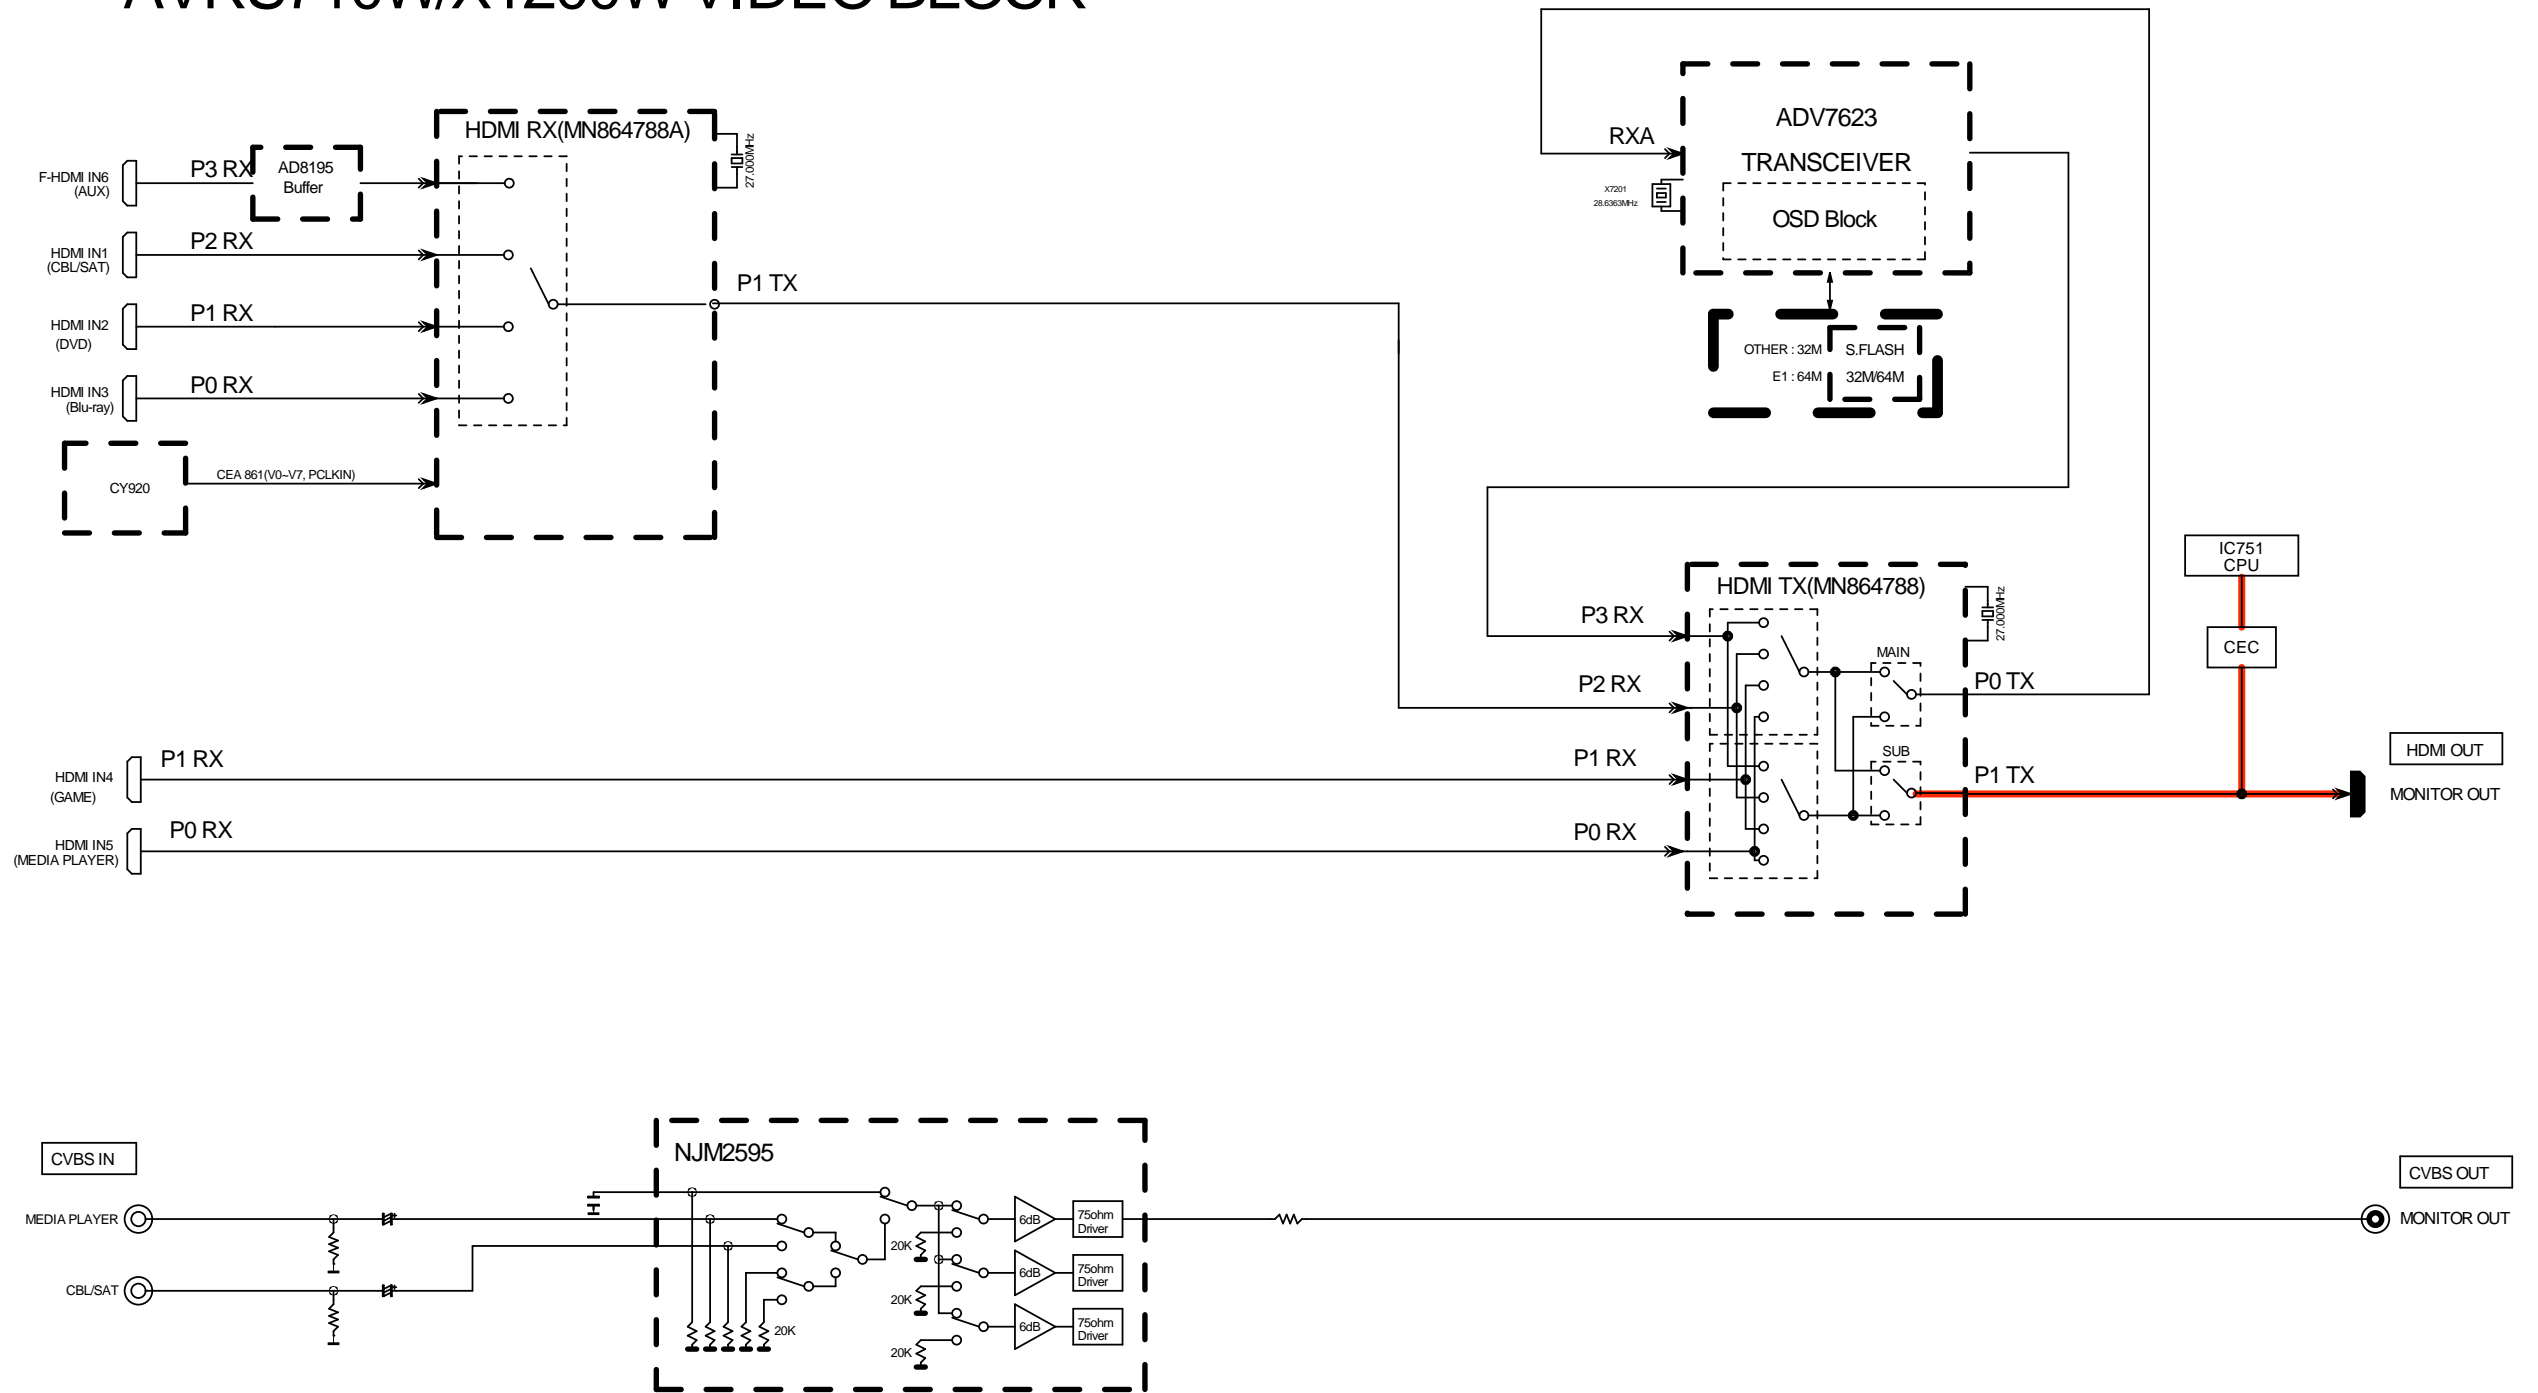 HDMI RX(MN864788A)
27.000MHz
F-HDMI IN6
(AUX)
P3 RX
AD8195
Buffer
HDMI IN1
(CBL/SAT)
P2 RX
HDMI IN2
(DVD)
P1 RX
HDMI IN3
(Blu-ray)
P0 RX
CY920
CEA 861(V0~V7, PCLKIN)
P1 TX
RXA
X7201
28.6363MHz
ADV7623
TRANSCEIVER
OSD Block
OTHER : 32M
E1 : 64M
S.FLASH
32M/64M
HDMI TX(MN864788)
27.000MHz
P3 RX
P2 RX
P1 RX
P0 RX
MAIN
SUB
P0 TX
P1 TX
IC751
CPU
CEC
HDMI OUT
MONITOR OUT
HDMI IN4
(GAME)
P1 RX
HDMI IN5
(MEDIA PLAYER)
P0 RX
CVBS IN
MEDIA PLAYER
CBL/SAT
NJM2595
20K
20K
20K
20K
6dB
75ohm
Driver
6dB
75ohm
Driver
6dB
75ohm
Driver
CVBS OUT
MONITOR OUT